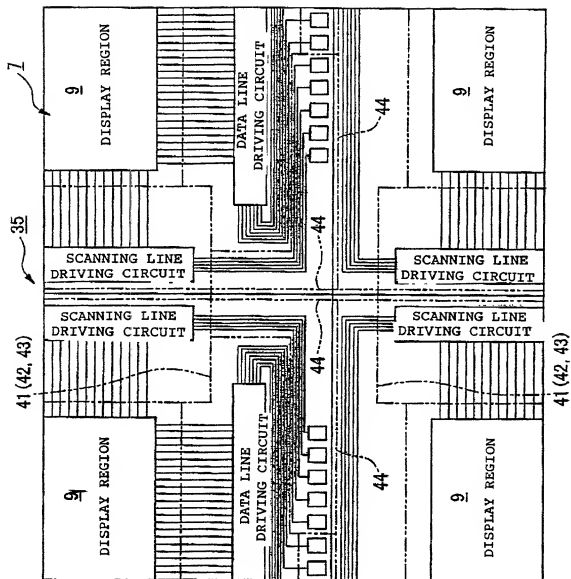 9
DISPLAY REGION
7
DATA LINE
DRIVING CIRCUIT
44
9
DISPLAY REGION
35
SCANNING LINE
DRIVING CIRCUIT
44
SCANNING LINE
DRIVING CIRCUIT
SCANNING LINE
DRIVING CIRCUIT
44
SCANNING LINE
DRIVING CIRCUIT
41 (42, 43)
41 (42, 43)
9
DISPLAY REGION
DATA LINE
DRIVING CIRCUIT
44
9
DISPLAY REGION